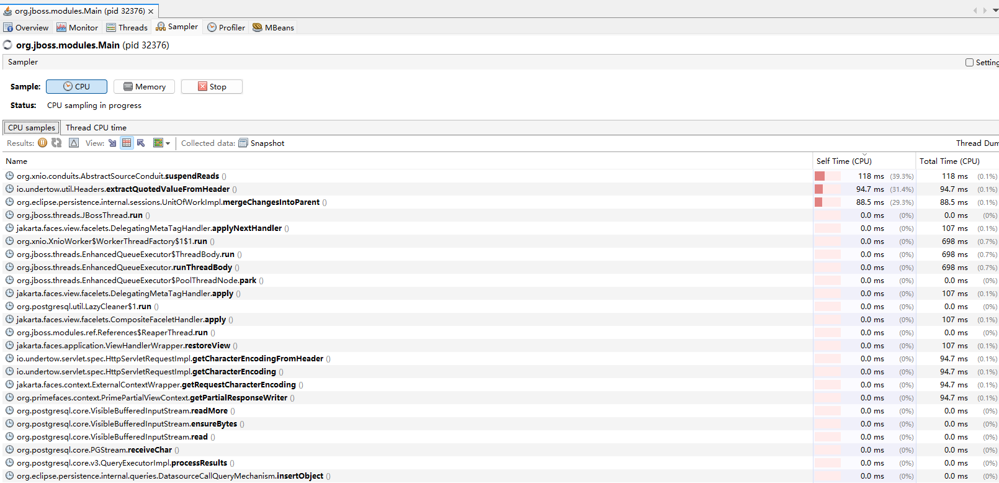 org.jboss.modules.Main (pid 32376)
Overview Monitor Threads Sampler Profiler MBeans
org.jboss.modules.Main (pid 32376)
Sampler Setting
Sample: CPU Memory Stop
Status: CPU sampling in progress
CPU samples Thread CPU time
Results: View: Collected data: Snapshot Thread Dum
Name Self Time (CPU) Total Time (CPU)
org.xnio.conduits.AbstractSourceConduit.suspendReads () 118 ms (39.3%) 118 ms (0.1%)
io.undertow.util.Headers.extractQuotedValueFromHeader () 94.7 ms (31.4%) 94.7 ms (0.1%)
org.eclipse.persistence.internal.sessions.UnitOfWorkImpl.mergeChangesIntoParent () 88.5 ms (29.3%) 88.5 ms (0.1%)
org.jboss.threads.JBossThread.run () 0.0 ms (0%) 0.0 ms (0%)
jakarta.faces.view.facelets.DelegatingMetaTagHandler.applyNextHandler () 0.0 ms (0%) 107 ms (0.1%)
org.xnio.XnioWorker$WorkerThreadFactory$1$1.run () 0.0 ms (0%) 698 ms (0.7%)
org.jboss.threads.EnhancedQueueExecutor$ThreadBody.run () 0.0 ms (0%) 698 ms (0.7%)
org.jboss.threads.EnhancedQueueExecutor.runThreadBody () 0.0 ms (0%) 698 ms (0.7%)
org.jboss.threads.EnhancedQueueExecutor$PoolThreadNode.park () 0.0 ms (0%) 0.0 ms (0%)
jakarta.faces.view.facelets.DelegatingMetaTagHandler.apply () 0.0 ms (0%) 107 ms (0.1%)
org.postgresql.util.LazyCleaner$1.run () 0.0 ms (0%) 0.0 ms (0%)
jakarta.faces.view.facelets.CompositeFaceletHandler.apply () 0.0 ms (0%) 107 ms (0.1%)
org.jboss.modules.ref.References$ReaperThread.run () 0.0 ms (0%) 0.0 ms (0%)
jakarta.faces.application.ViewHandlerWrapper.restoreView () 0.0 ms (0%) 107 ms (0.1%)
io.undertow.servlet.spec.HttpServletRequestImpl.getCharacterEncodingFromHeader () 0.0 ms (0%) 94.7 ms (0.1%)
io.undertow.servlet.spec.HttpServletRequestImpl.getCharacterEncoding () 0.0 ms (0%) 94.7 ms (0.1%)
jakarta.faces.context.ExternalContextWrapper.getRequestCharacterEncoding () 0.0 ms (0%) 94.7 ms (0.1%)
org.primefaces.context.PrimePartialViewContext.getPartialResponseWriter () 0.0 ms (0%) 94.7 ms (0.1%)
org.postgresql.core.VisibleBufferedInputStream.readMore () 0.0 ms (0%) 0.0 ms (0%)
org.postgresql.core.VisibleBufferedInputStream.ensureBytes () 0.0 ms (0%) 0.0 ms (0%)
org.postgresql.core.VisibleBufferedInputStream.read () 0.0 ms (0%) 0.0 ms (0%)
org.postgresql.core.PGStream.receiveChar () 0.0 ms (0%) 0.0 ms (0%)
org.postgresql.core.v3.QueryExecutorImpl.processResults () 0.0 ms (0%) 0.0 ms (0%)
org.eclipse.persistence.internal.queries.DatasourceCallQueryMechanism.insertObject () 0.0 ms (0%) 0.0 ms (0%)